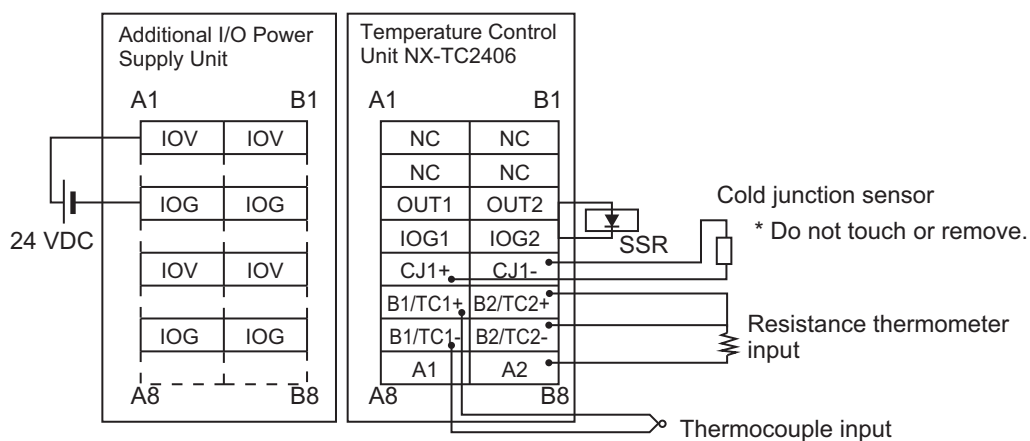 Additional I/O Power
Supply Unit
A1 B1
IOV IOV
IOG IOG
IOV IOV
IOG IOG
A8 B8
24 VDC
Temperature Control
Unit NX-TC2406
A1 B1
NC NC
NC NC
OUT1 OUT2
IOG1 IOG2
CJ1+ CJ1-
B1/TC1+ B2/TC2+
B1/TC1- B2/TC2-
A1 A2
A8 B8
SSR
Cold junction sensor
* Do not touch or remove.
Resistance thermometer
input
Thermocouple input